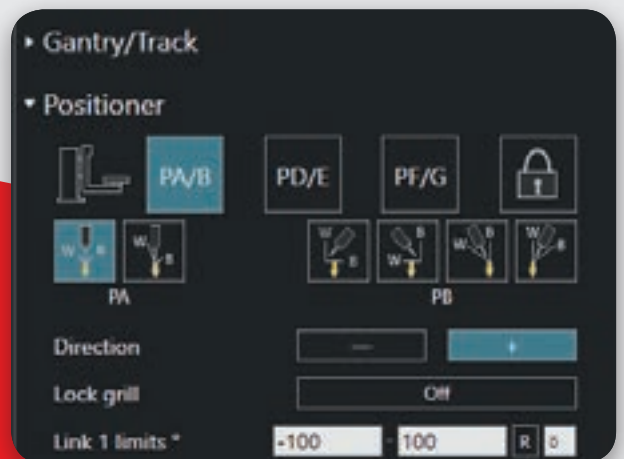 Gantry/Track
Positioner
PA/B PD/E PF/G
W B W B W B W B W B W B
PA PB
Direction — +
Lock grill Off
Link 1 limits * -100 - 100 R 0